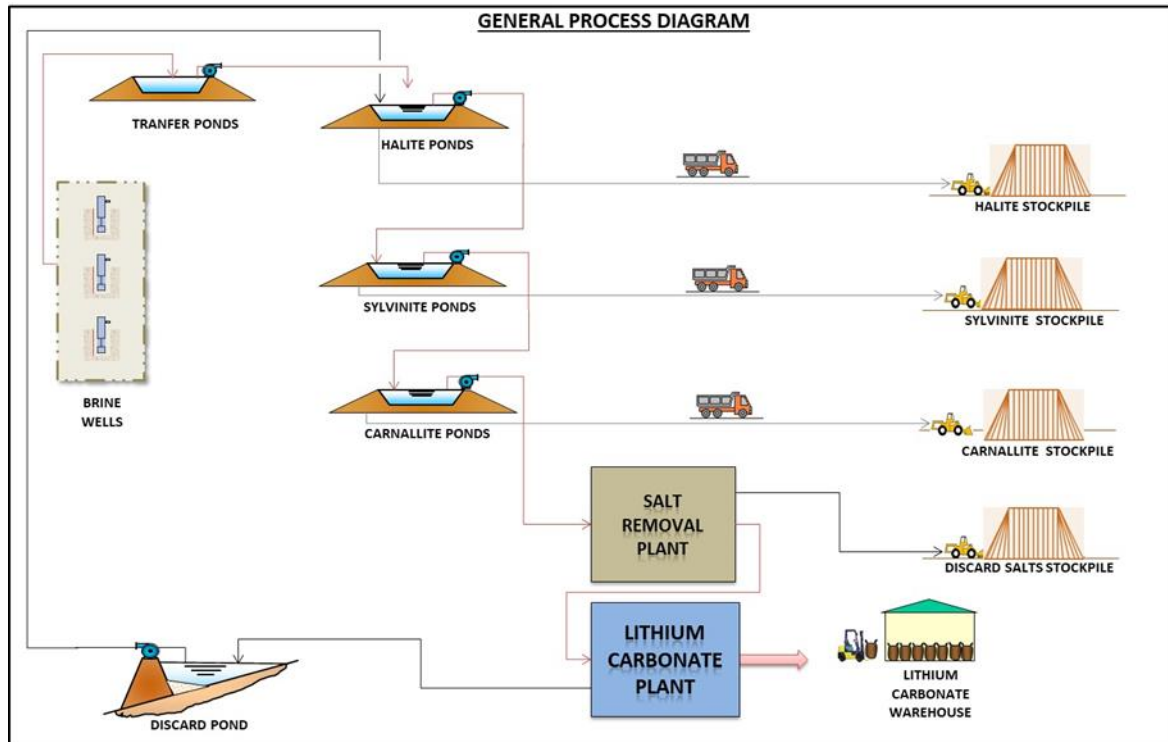 GENERAL PROCESS DIAGRAM
TRANFER PONDS
HALITE PONDS
HALITE STOCKPILE
SYLVINITE PONDS
SYLVINITE STOCKPILE
BRINE
WELLS
CARNALLITE PONDS
CARNALLITE STOCKPILE
SALT
REMOVAL
PLANT
DISCARD SALTS STOCKPILE
LITHIUM
CARBONATE
PLANT
LITHIUM
CARBONATE
WAREHOUSE
DISCARD POND